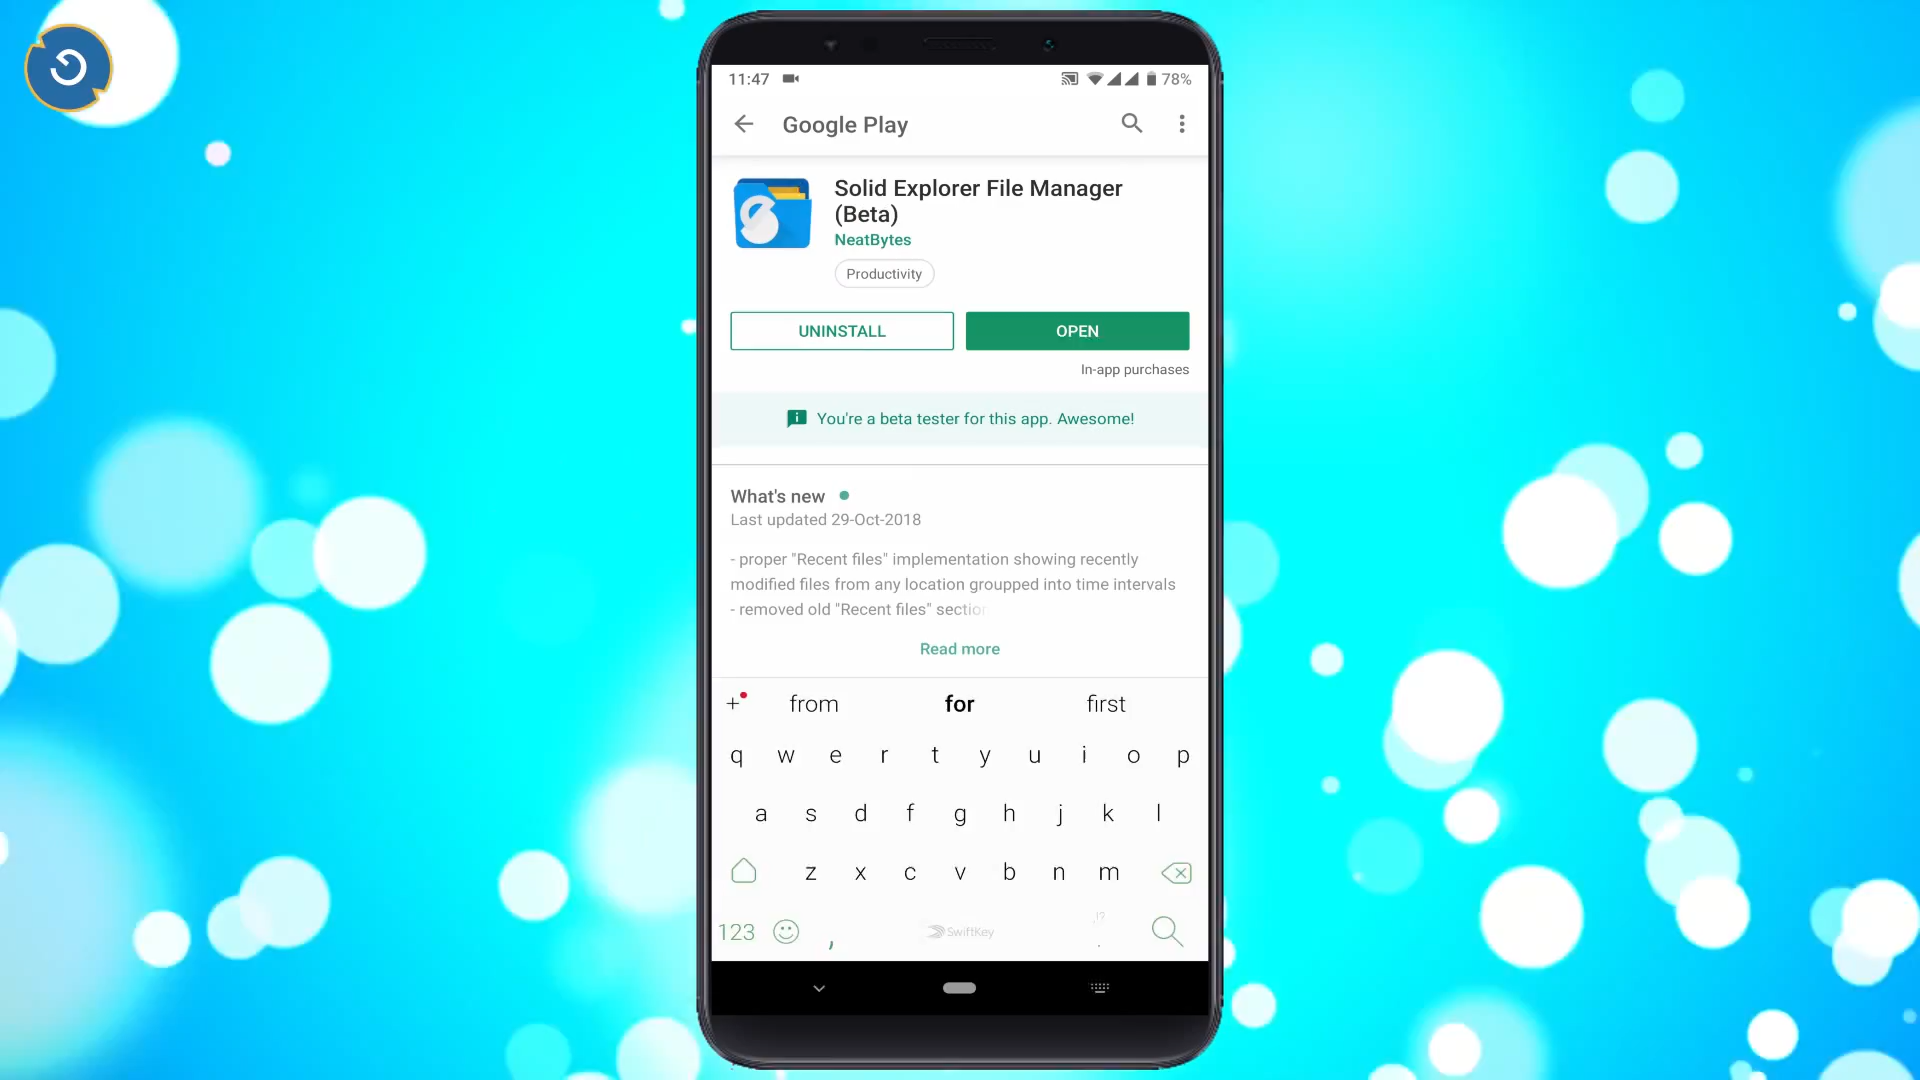 11:47
78%
Google Play
Solid Explorer File Manager
(Beta)
NeatBytes
Productivity
UNINSTALL
OPEN
In-app purchases
You're a beta tester for this app. Awesome!
What's new
Last updated 29-Oct-2018
- proper "Recent files" implementation showing recently
modified files from any location groupped into time intervals
- removed old "Recent files" section
Read more
+ from for first
q w e r t y u i o p
a s d f g h j k l
z x c v b n m
123 , SwiftKey !? .